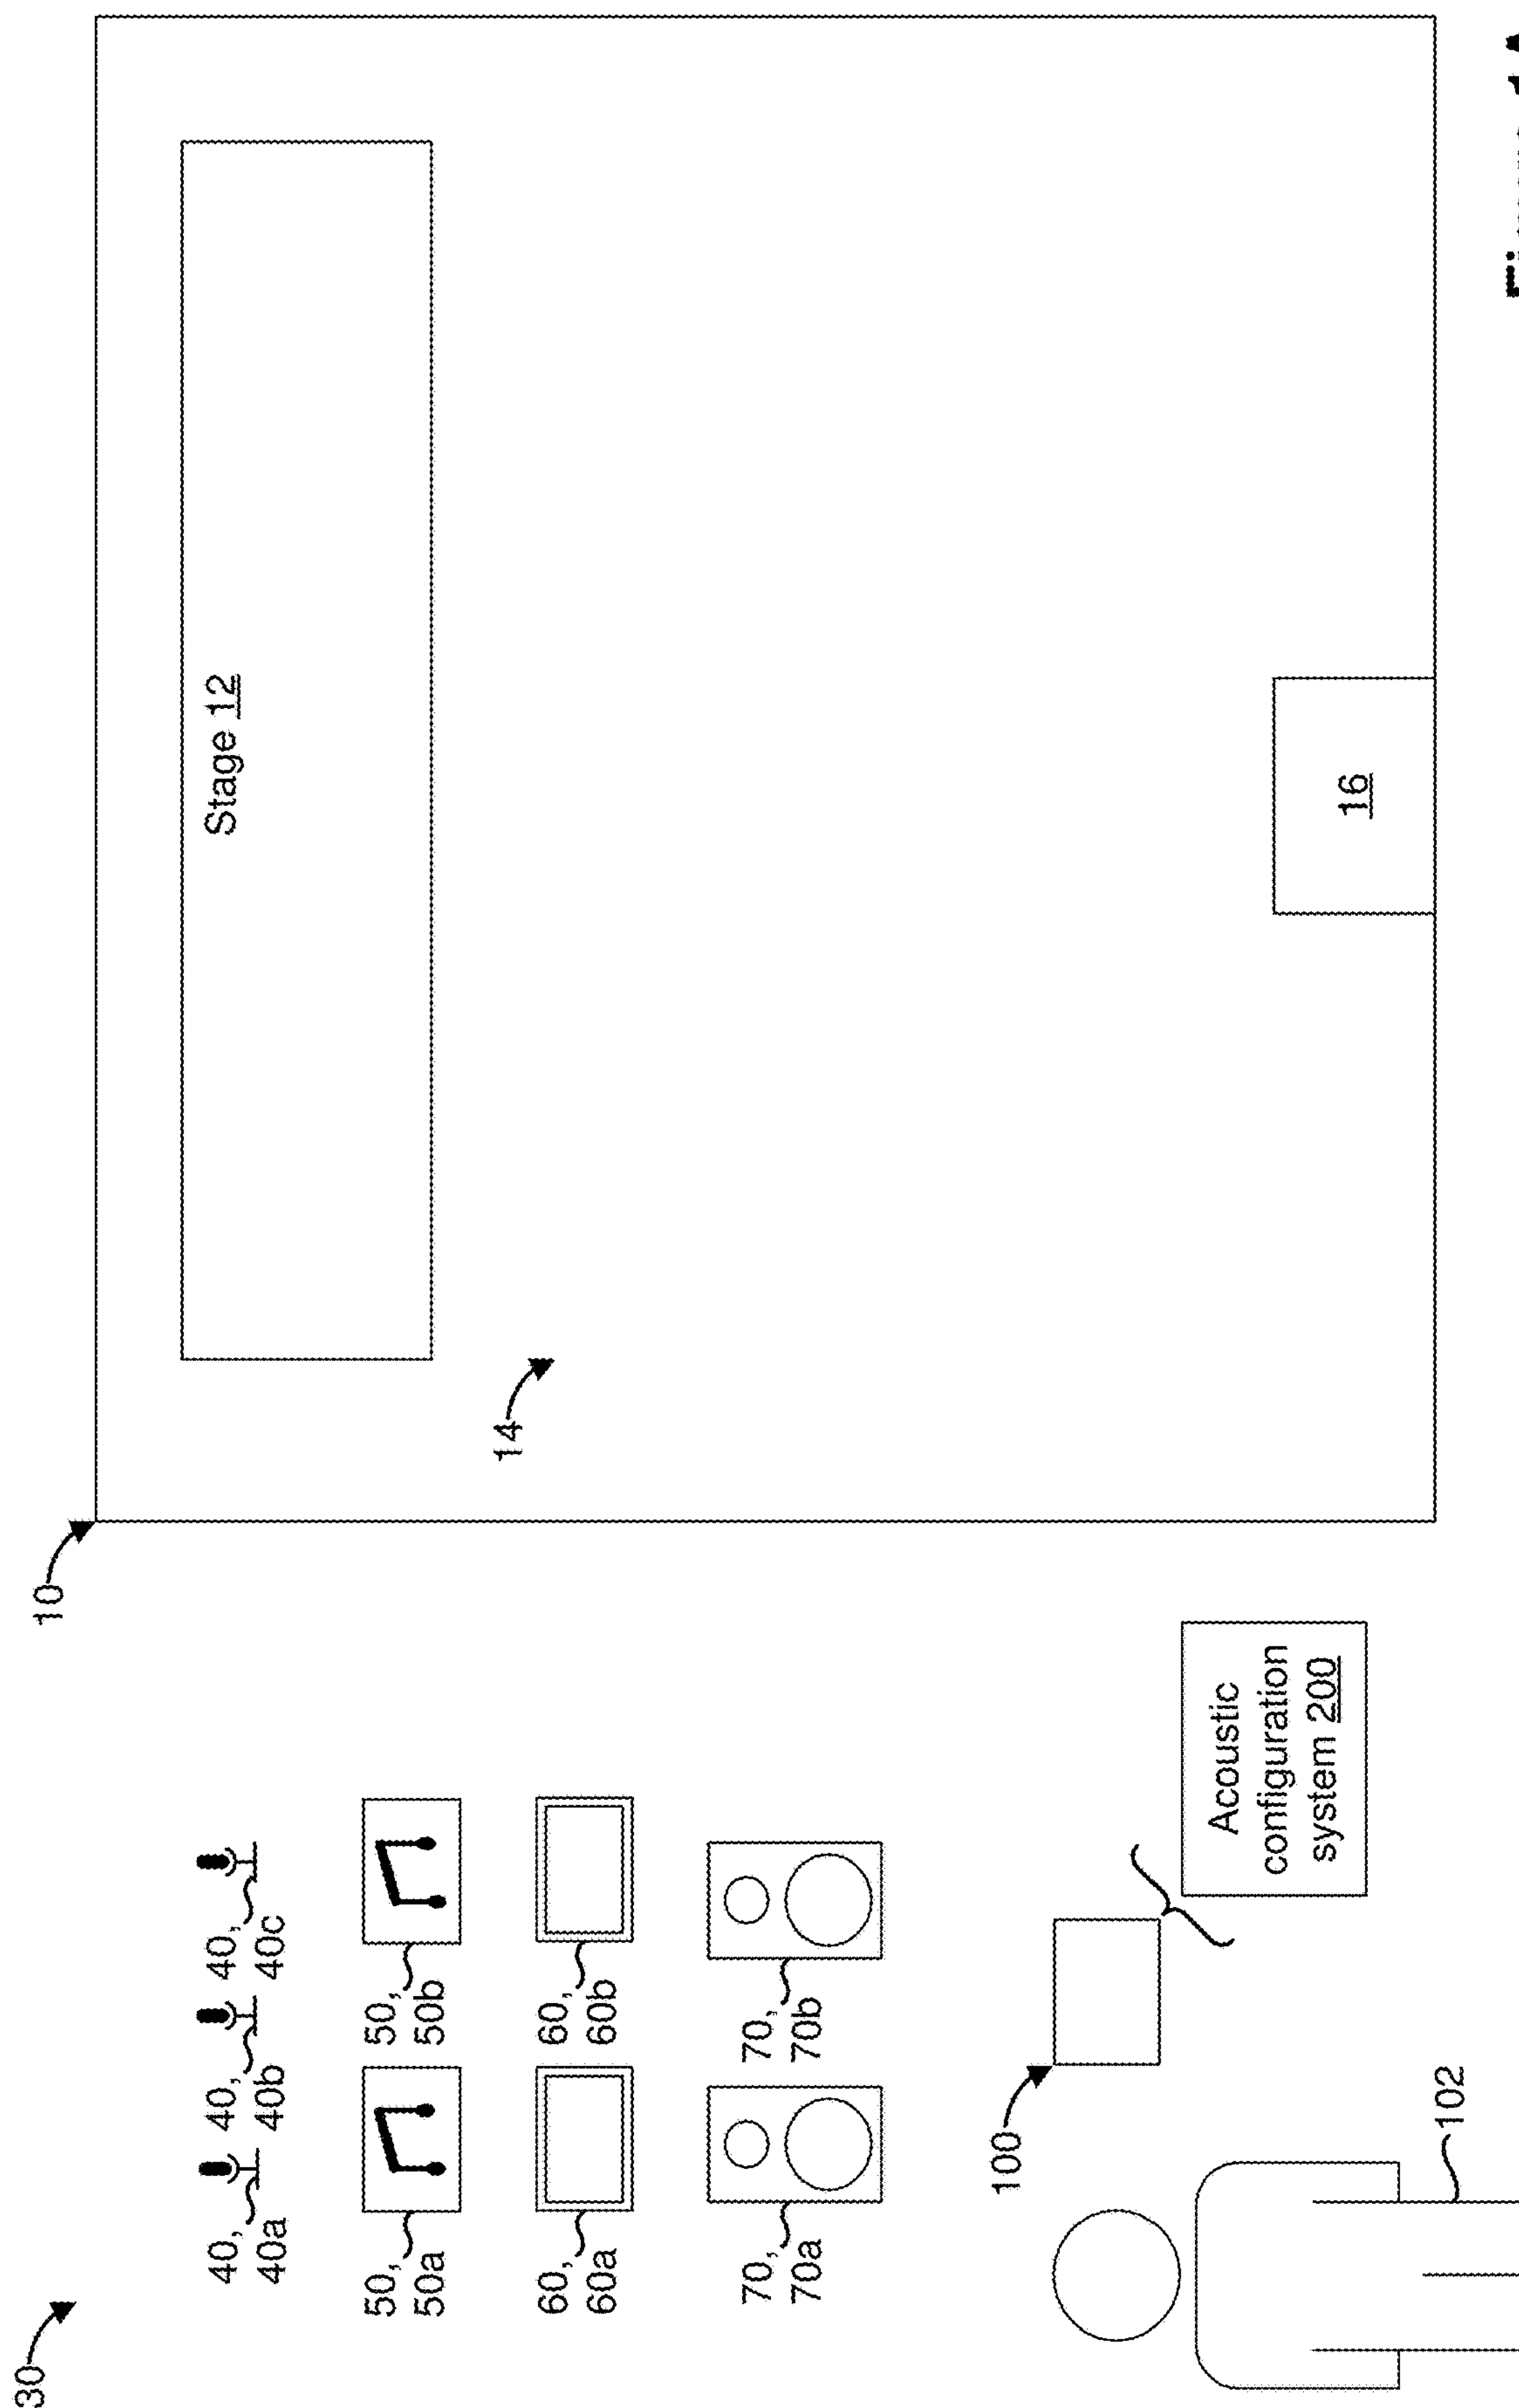 30
40,
40a
40,
40b
40,
40c
50,
50a
50,
50b
60,
60a
60,
60b
70,
70a
70,
70b
100
102
Acoustic
configuration
system 200
10
Stage 12
14
16